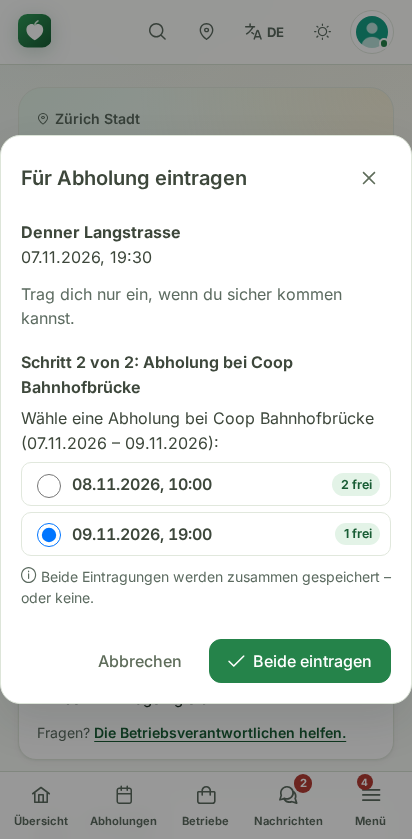 DE
Zürich Stadt
Für Abholung eintragen
Denner Langstrasse
07.11.2026, 19:30
Trag dich nur ein, wenn du sicher kommen
kannst.
Schritt 2 von 2: Abholung bei Coop
Bahnhofbrücke
Wähle eine Abholung bei Coop Bahnhofbrücke
(07.11.2026 – 09.11.2026):
08.11.2026, 10:00 2 frei
09.11.2026, 19:00 1 frei
Beide Eintragungen werden zusammen gespeichert –
oder keine.
Abbrechen Beide eintragen
Fragen? Die Betriebsverantwortlichen helfen.
2 4
Übersicht Abholungen Betriebe Nachrichten Menü